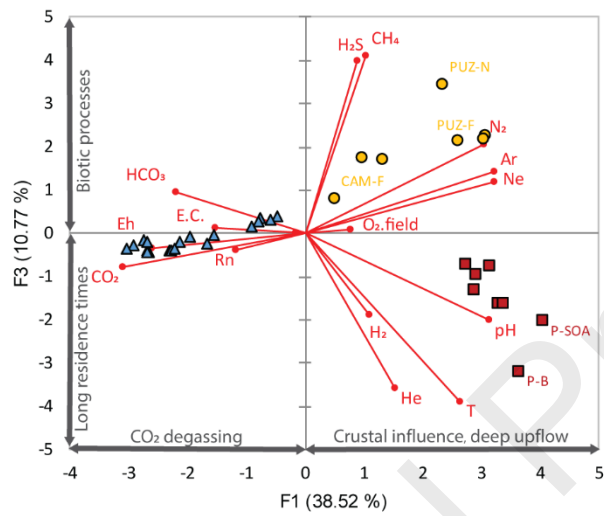 5
4
3
2
1
0
-1
-2
-3
-4
-5
F3 (10.77 %)
Biotic processes
Long residence times
H₂S
CH₄
PUZ-N
PUZ-F
N₂
Ar
Ne
CAM-F
HCO₃
E.C.
O₂.field
Eh
Rn
CO₂
H₂
pH
P-SOA
P-B
He
T
CO₂ degassing
Crustal influence, deep upflow
-4
-3
-2
-1
0
1
2
3
4
5
F1 (38.52 %)